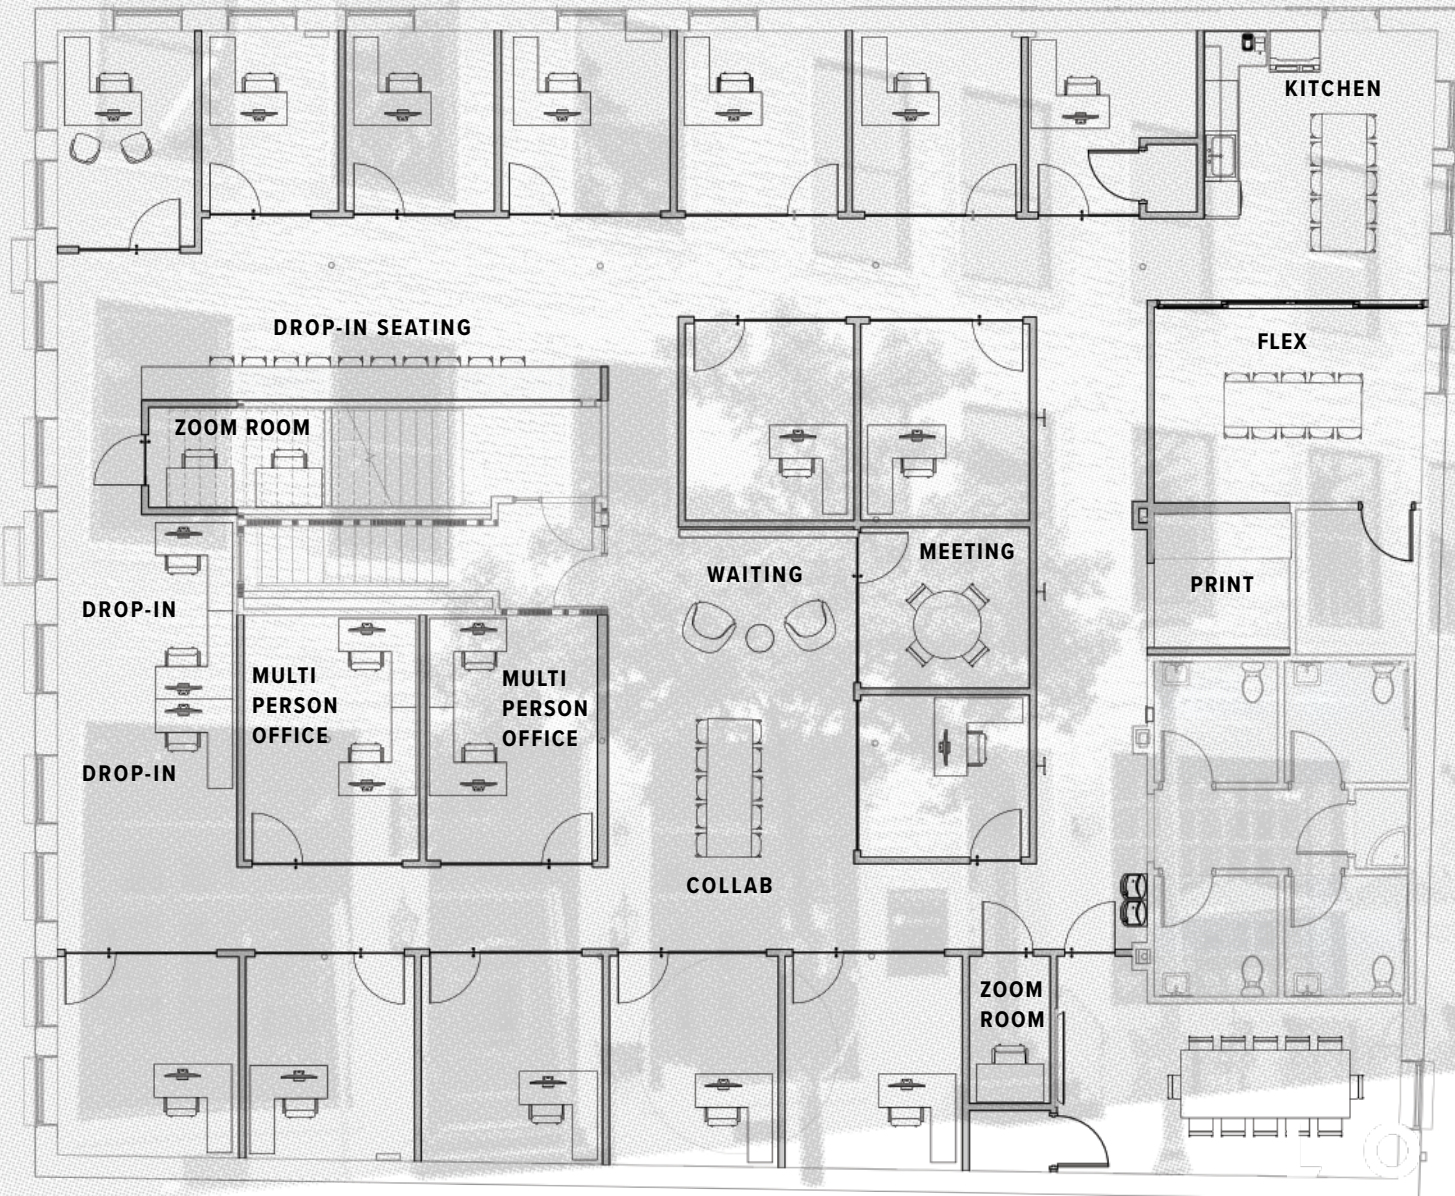 KITCHEN
DROP-IN SEATING
FLEX
ZOOM ROOM
MEETING
WAITING
PRINT
DROP-IN
MULTI
PERSON
OFFICE
MULTI
PERSON
OFFICE
DROP-IN
COLLAB
ZOOM
ROOM